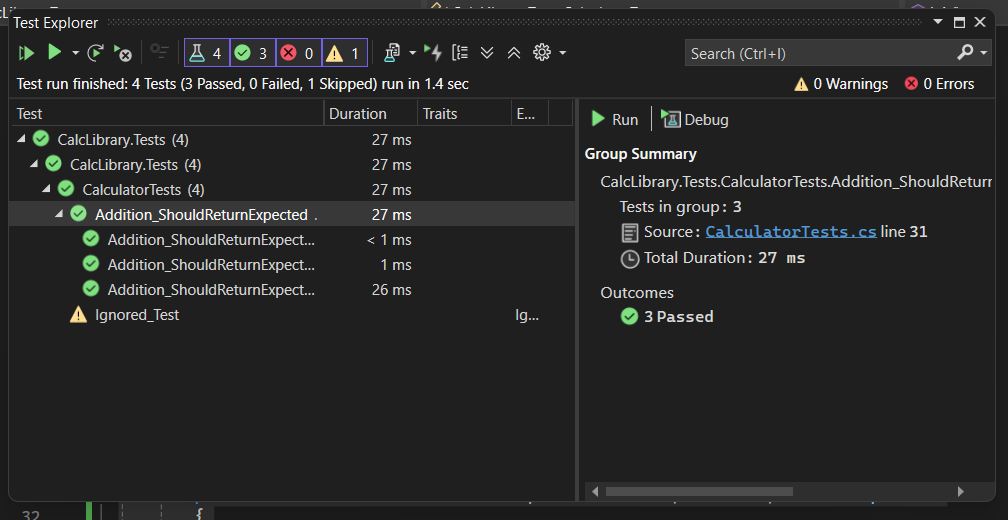 Test Explorer
4 3 0 1
Search (Ctrl+I)
Test run finished: 4 Tests (3 Passed, 0 Failed, 1 Skipped) run in 1.4 sec
0 Warnings 0 Errors
Test Duration Traits E...
CalcLibrary.Tests (4) 27 ms
CalcLibrary.Tests (4) 27 ms
CalculatorTests (4) 27 ms
Addition_ShouldReturnExpected . 27 ms
Addition_ShouldReturnExpect... < 1 ms
Addition_ShouldReturnExpect... 1 ms
Addition_ShouldReturnExpect... 26 ms
Ignored_Test Ig...
Run Debug
Group Summary
CalcLibrary.Tests.CalculatorTests.Addition_ShouldReturn
Tests in group: 3
Source: CalculatorTests.cs line 31
Total Duration: 27 ms
Outcomes
3 Passed
32 {